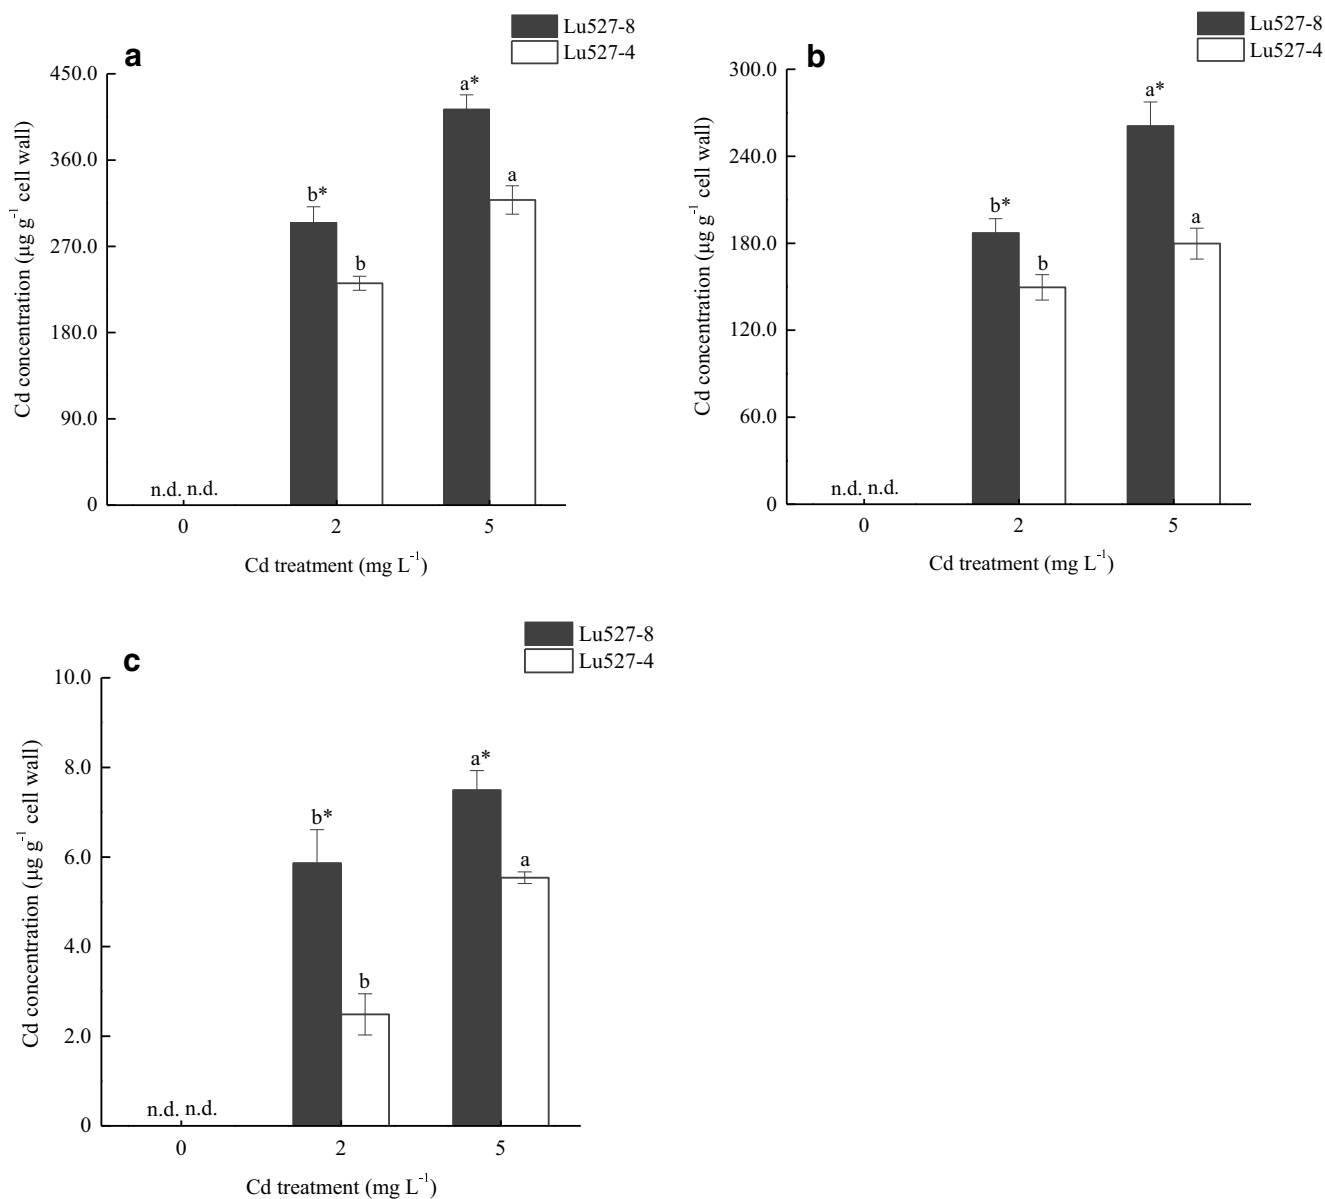 a
Lu527-8
Lu527-4
Cd concentration (µg g⁻¹ cell wall)
450.0
360.0
270.0
180.0
90.0
0
n.d. n.d.
b*
b
a*
a
0 2 5
Cd treatment (mg L⁻¹)
b
Lu527-8
Lu527-4
Cd concentration (µg g⁻¹ cell wall)
300.0
240.0
180.0
120.0
60.0
0
n.d. n.d.
b*
b
a*
a
0 2 5
Cd treatment (mg L⁻¹)
c
Lu527-8
Lu527-4
Cd concentration (µg g⁻¹ cell wall)
10.0
8.0
6.0
4.0
2.0
0
n.d. n.d.
b*
b
a*
a
0 2 5
Cd treatment (mg L⁻¹)